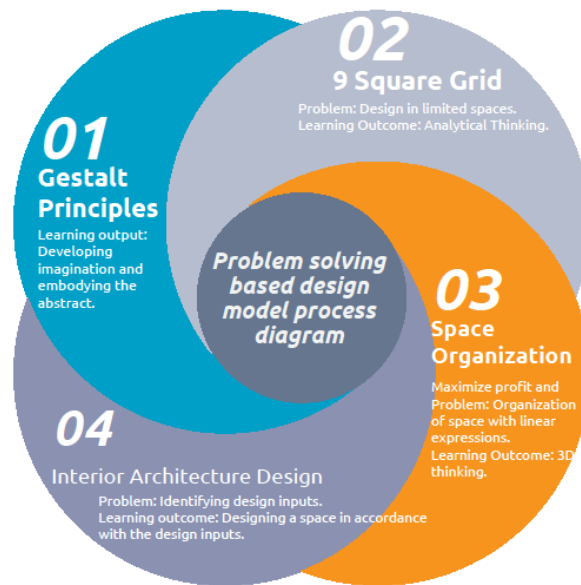 01
Gestalt
Principles
Learning output:
Developing
imagination and
embodying the
abstract.
02
9 Square Grid
Problem: Design in limited spaces.
Learning Outcome: Analytical Thinking.
Problem solving
based design
model process
diagram
03
Space
Organization
Maximize profit and
Problem: Organization
of space with linear
expressions.
Learning Outcome: 3D
thinking.
04
Interior Architecture Design
Problem: Identifying design inputs.
Learning outcome: Designing a space in accordance
with the design inputs.